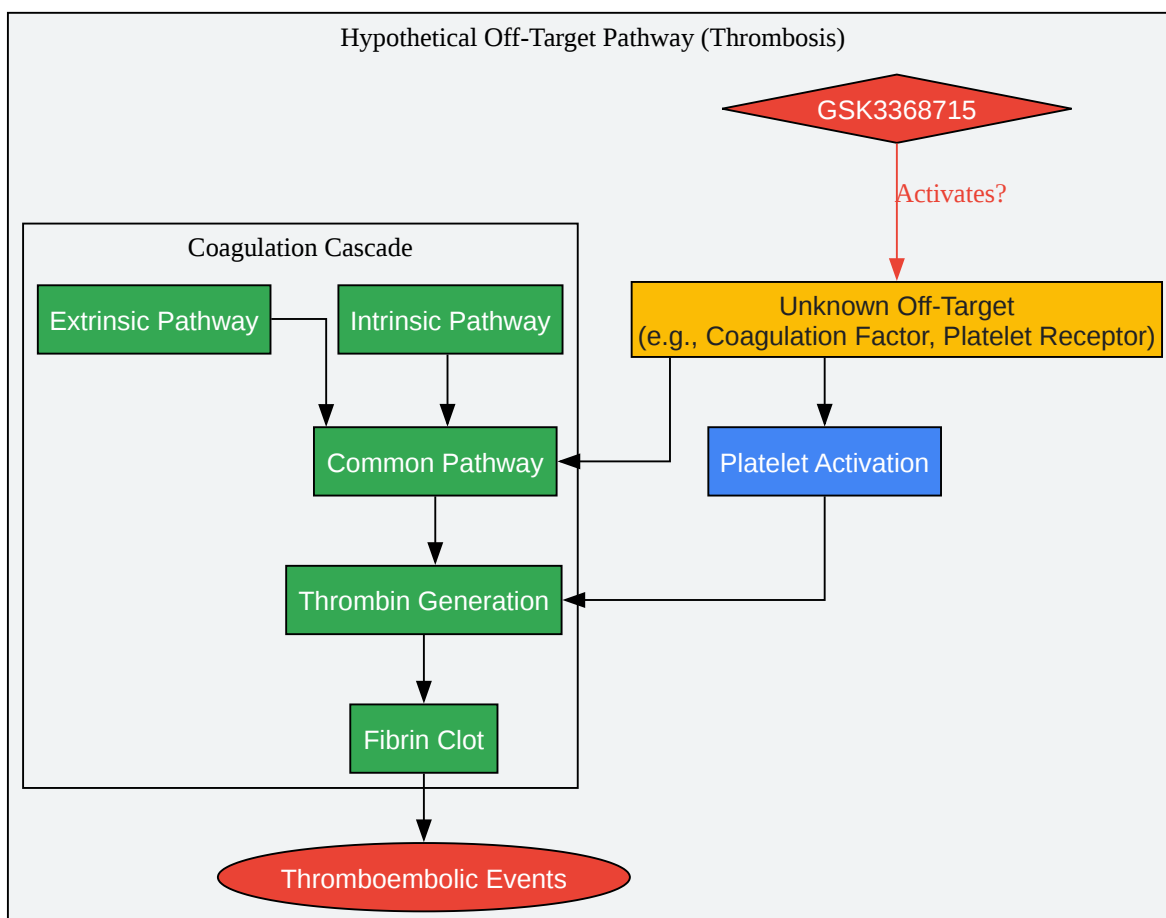 Hypothetical Off-Target Pathway (Thrombosis)
GSK3368715
Activates?
Coagulation Cascade
Extrinsic Pathway
Intrinsic Pathway
Unknown Off-Target
(e.g., Coagulation Factor, Platelet Receptor)
Common Pathway
Platelet Activation
Thrombin Generation
Fibrin Clot
Thromboembolic Events